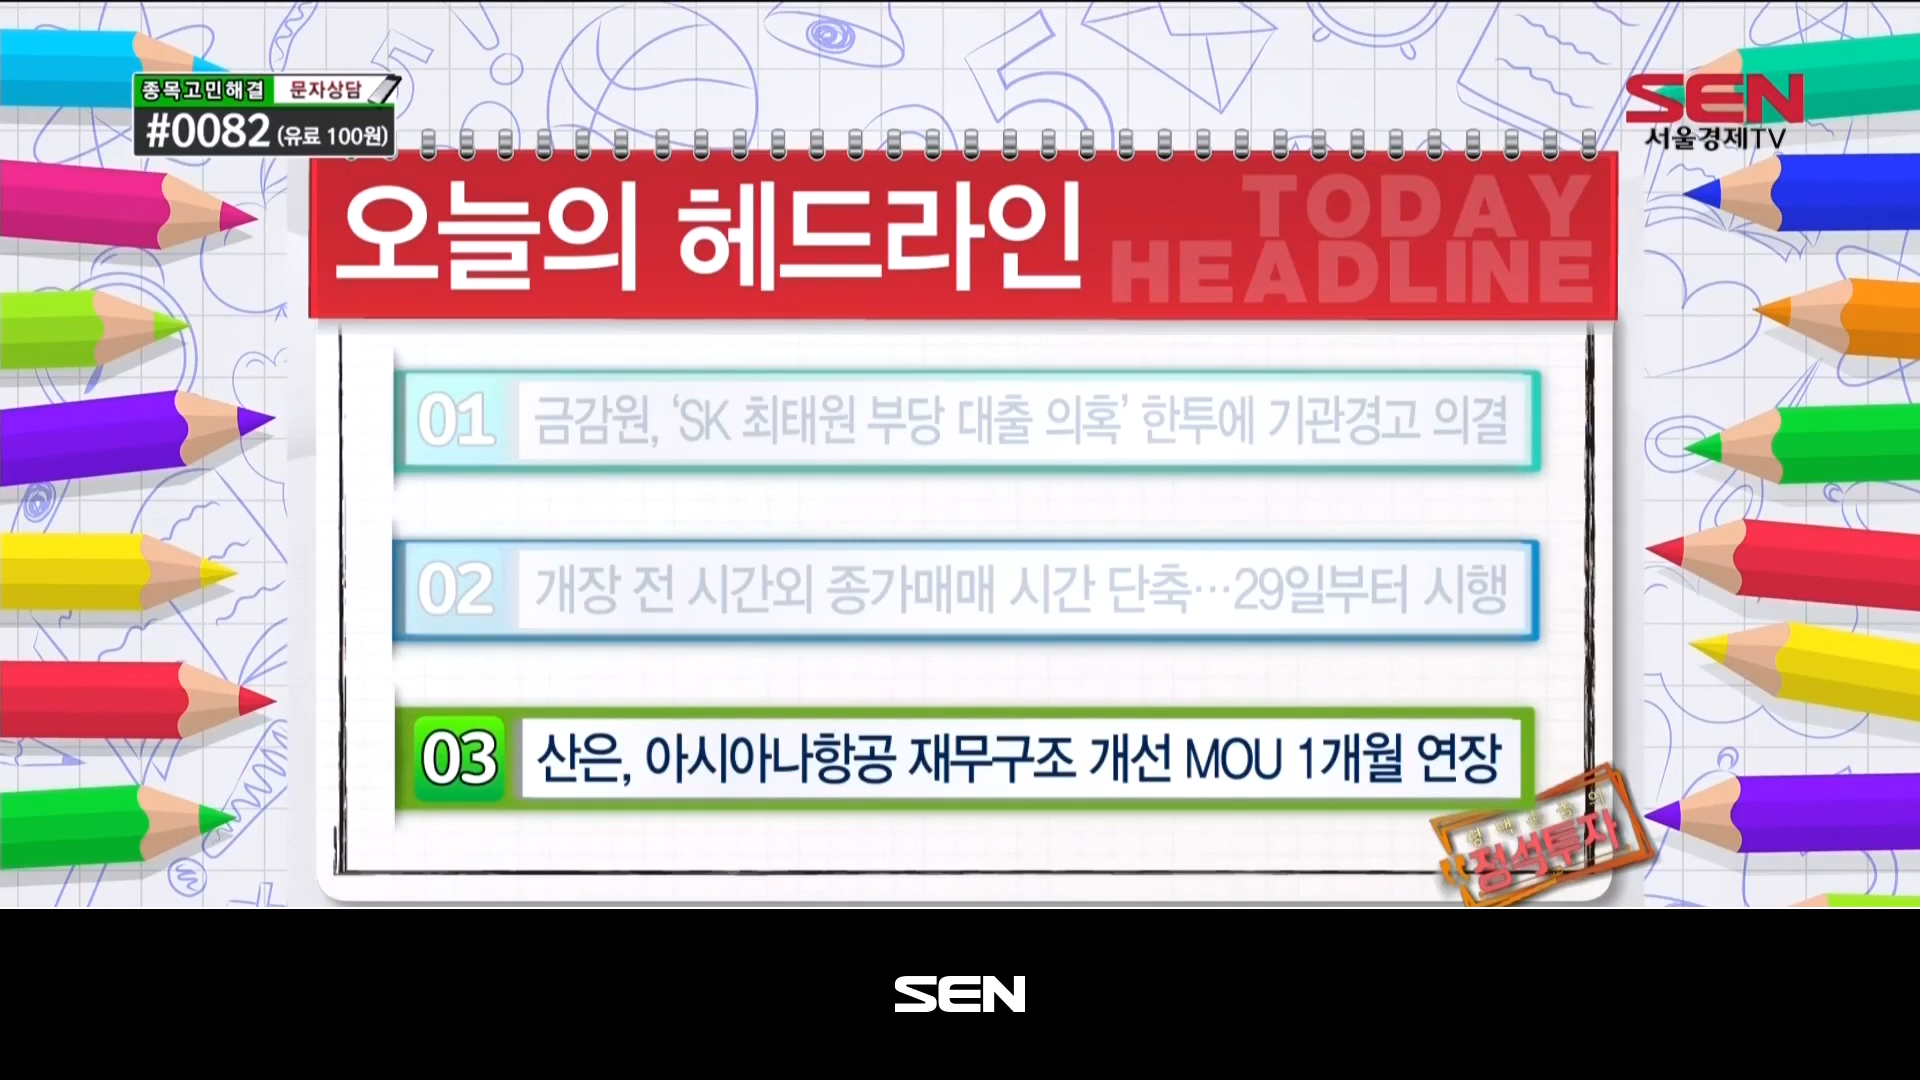 종목고민해결 문자상담
#0082 (유료 100원)
SEN
서울경제TV
오늘의 헤드라인
TODAY
HEADLINE
01 금감원, ‘SK 최태원 부당 대출 의혹’ 한투에 기관경고 의결
02 개장 전 시간외 종가매매 시간 단축…29일부터 시행
03 산은, 아시아나항공 재무구조 개선 MOU 1개월 연장
정석투자
SEN